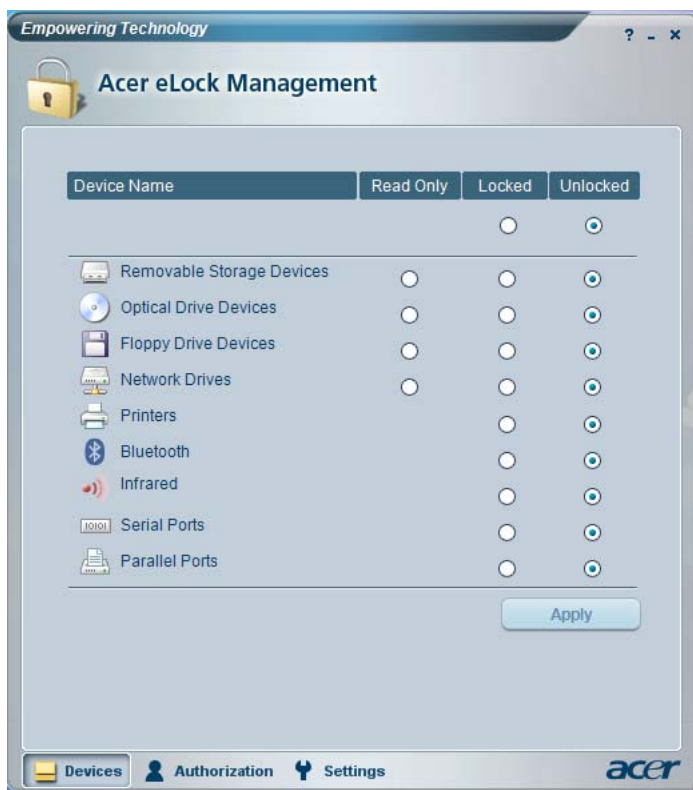 Empowering Technology ? - x
Acer eLock Management
Device Name Read Only Locked Unlocked
Removable Storage Devices
Optical Drive Devices
Floppy Drive Devices
Network Drives
Printers
Bluetooth
Infrared
10101 Serial Ports
Parallel Ports
Apply
Devices Authorization Settings acer